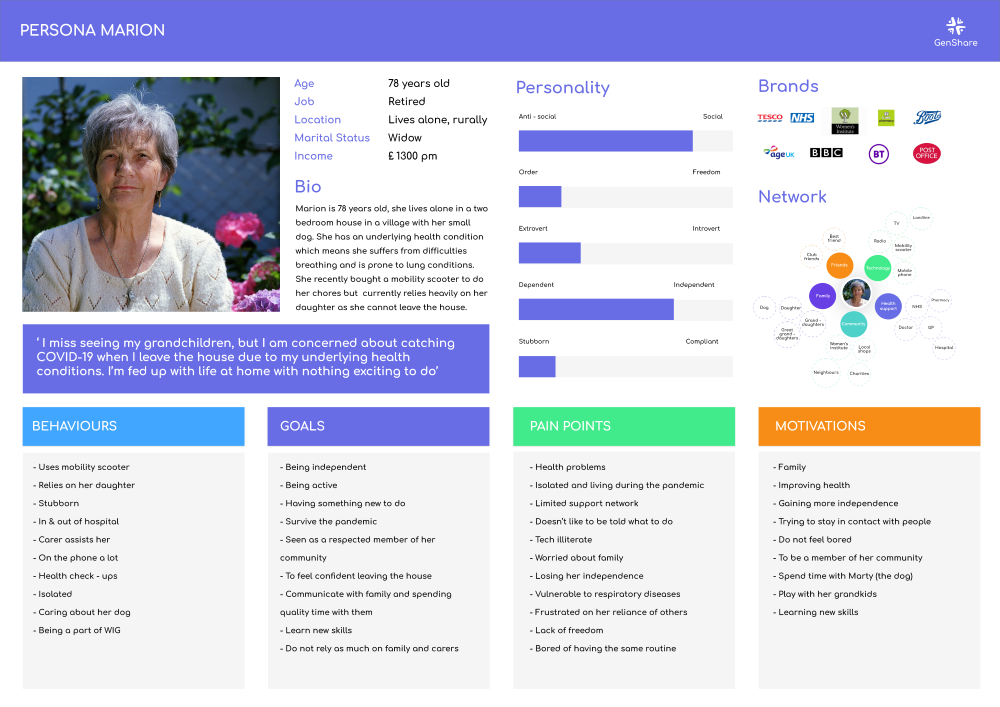 PERSONA MARION
GenShare
Age 78 years old
Job Retired
Location Lives alone, rurally
Marital Status Widow
Income £ 1300 pm
Bio
Marion is 78 years old, she lives alone in a two
bedroom house in a village with her small
dog. She has an underlying health condition
which means she suffers from difficulties
breathing and is prone to lung conditions.
She recently bought a mobility scooter to do
her chores but currently relies heavily on her
daughter as she cannot leave the house.
‘ I miss seeing my grandchildren, but I am concerned about catching
COVID-19 when I leave the house due to my underlying health
conditions. I’m fed up with life at home with nothing exciting to do’
Personality
Anti - social Social
Order Freedom
Extrovert Introvert
Dependent Independent
Stubborn Compliant
Brands
TESCO NHS Women's Institute pharmacy Boots
age UK BBC BT POST OFFICE
Network
Landline
TV
Best friend
Radio
Mobility scooter
Club friends
Friends
Technology
Mobile phone
Family
Health support
Pharmacy
NHS
Dog
Daughter
Grand - daughters
Community
Doctor
GP
Great grand - daughters
Women's Institute
Local shops
Hospital
Neighbours
Charities
BEHAVIOURS
- Uses mobility scooter
- Relies on her daughter
- Stubborn
- In & out of hospital
- Carer assists her
- On the phone a lot
- Health check - ups
- Isolated
- Caring about her dog
- Being a part of WIG
GOALS
- Being independent
- Being active
- Having something new to do
- Survive the pandemic
- Seen as a respected member of her
community
- To feel confident leaving the house
- Communicate with family and spending
quality time with them
- Learn new skills
- Do not rely as much on family and carers
PAIN POINTS
- Health problems
- Isolated and living during the pandemic
- Limited support network
- Doesn’t like to be told what to do
- Tech illiterate
- Worried about family
- Losing her independence
- Vulnerable to respiratory diseases
- Frustrated on her reliance of others
- Lack of freedom
- Bored of having the same routine
MOTIVATIONS
- Family
- Improving health
- Gaining more independence
- Trying to stay in contact with people
- Do not feel bored
- To be a member of her community
- Spend time with Marty (the dog)
- Play with her grandkids
- Learning new skills